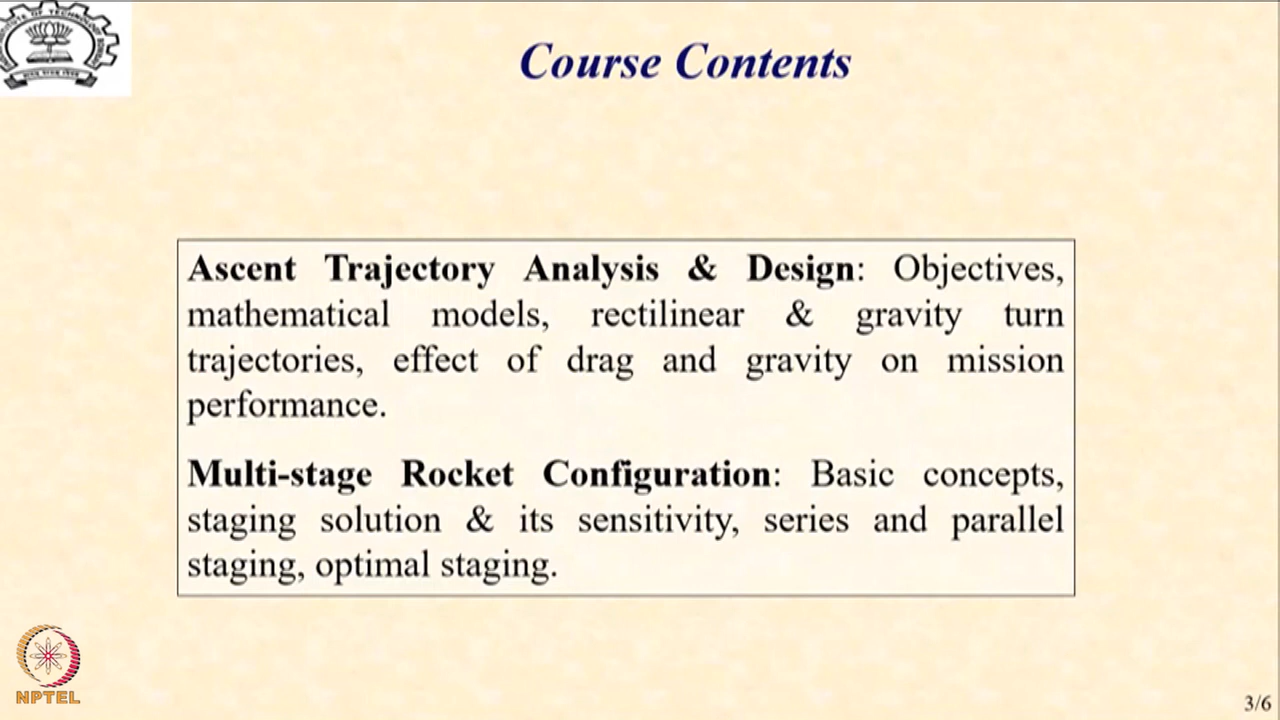 Course Contents
Ascent Trajectory Analysis & Design: Objectives,
mathematical models, rectilinear & gravity turn
trajectories, effect of drag and gravity on mission
performance.
Multi-stage Rocket Configuration: Basic concepts,
staging solution & its sensitivity, series and parallel
staging, optimal staging.
NPTEL
3/6